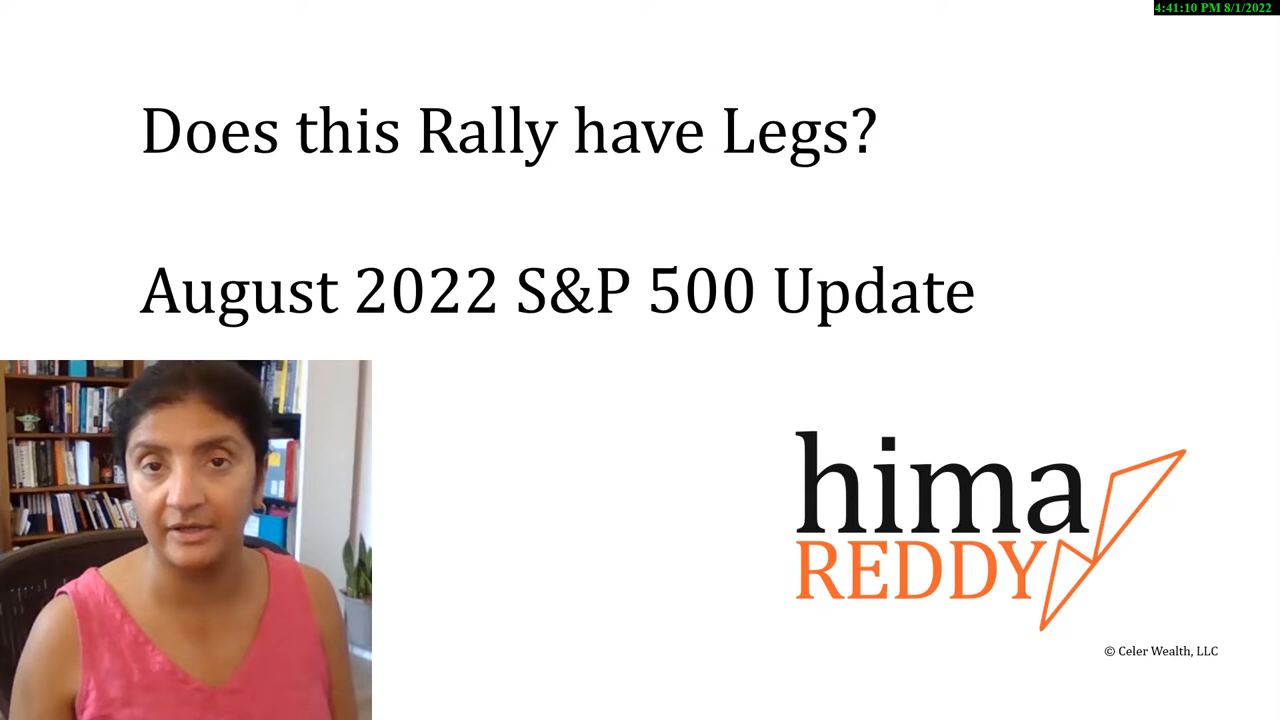 4:41:10 PM 8/1/2022
Does this Rally have Legs?
August 2022 S&P 500 Update
hima
REDDY
© Celer Wealth, LLC